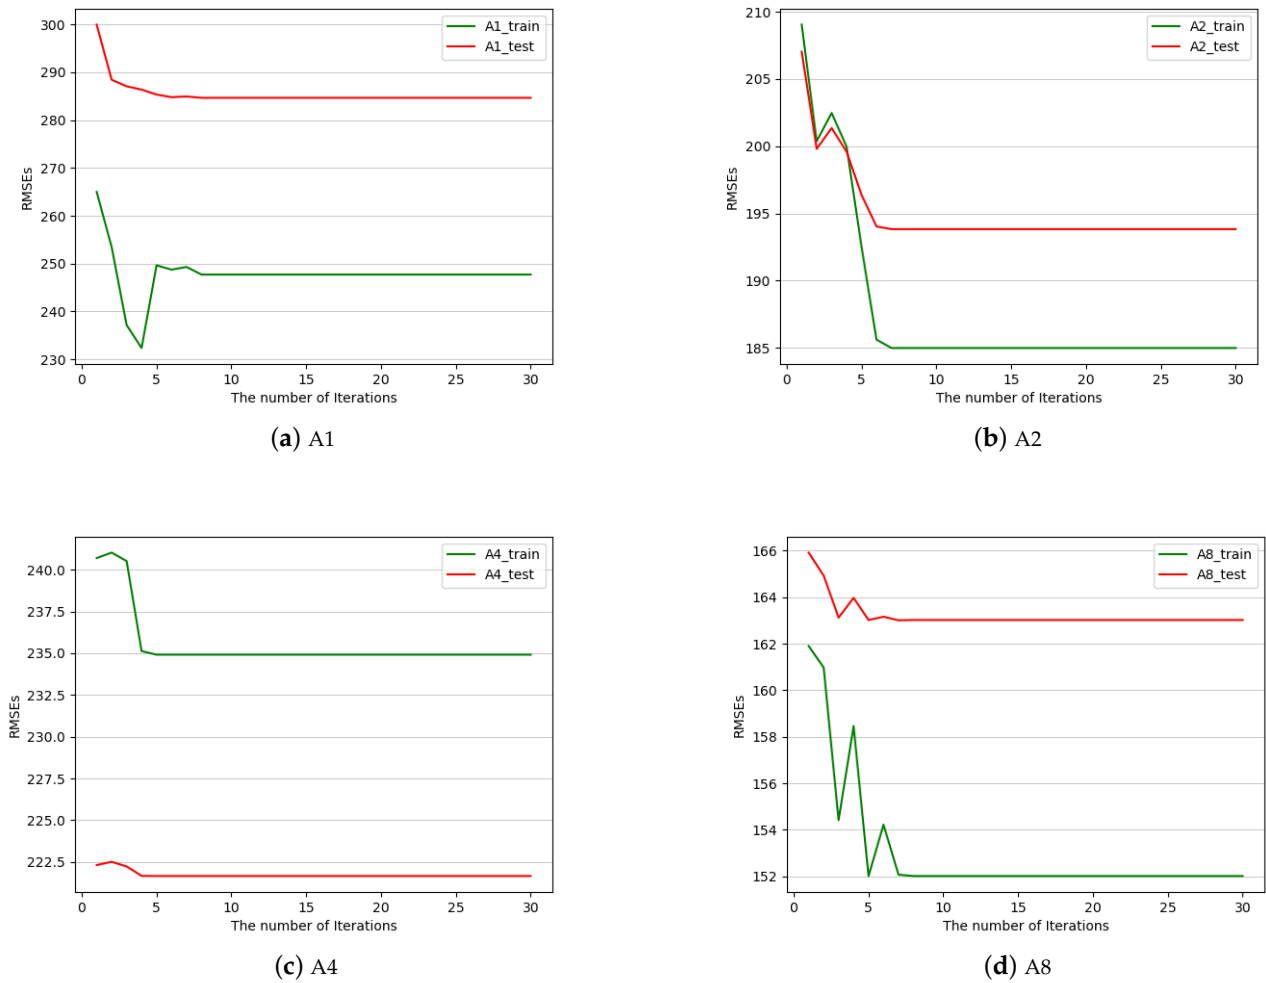 300
290
280
270
260
250
240
230
RMSEs
A1_train
A1_test
0 5 10 15 20 25 30
The number of Iterations
(a) A1
210
205
200
195
190
185
RMSEs
A2_train
A2_test
0 5 10 15 20 25 30
The number of Iterations
(b) A2
240.0
237.5
235.0
232.5
230.0
227.5
225.0
222.5
RMSEs
A4_train
A4_test
0 5 10 15 20 25 30
The number of Iterations
(c) A4
166
164
162
160
158
156
154
152
RMSEs
A8_train
A8_test
0 5 10 15 20 25 30
The number of Iterations
(d) A8